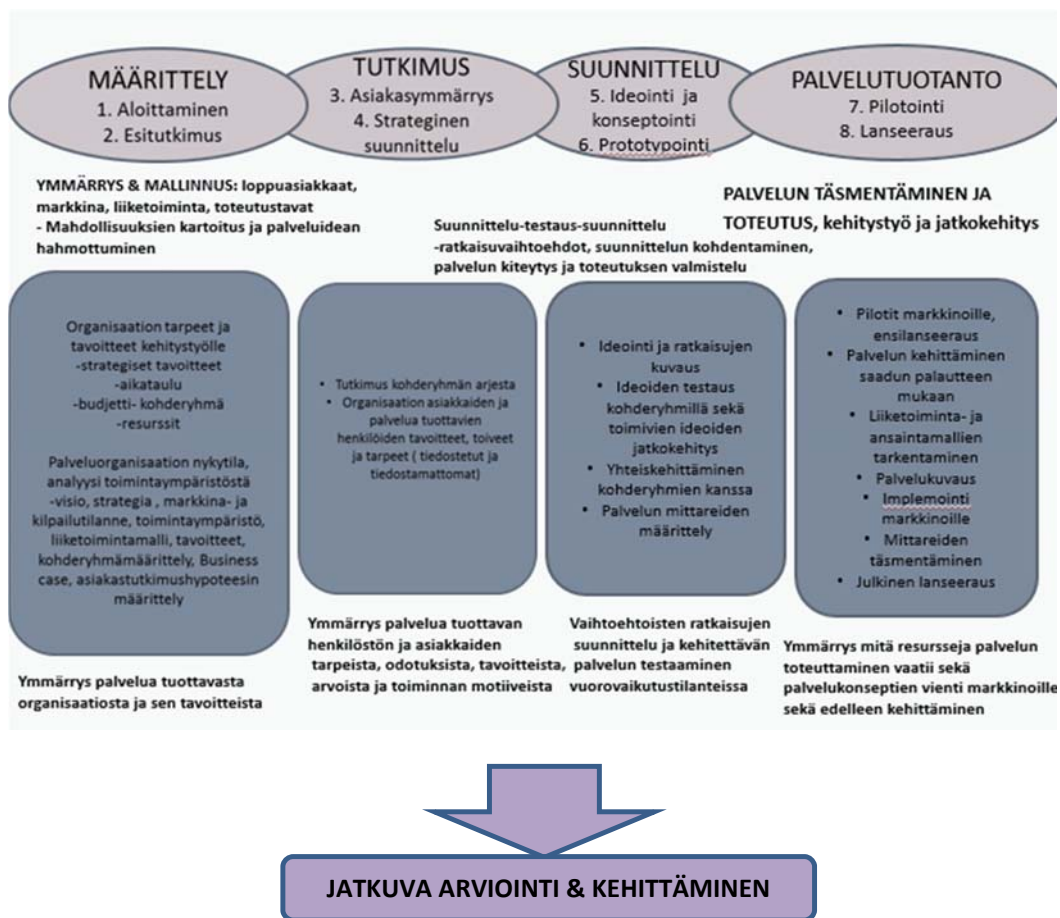 MÄÄRITTELY
1. Aloittaminen
2. Esitutkimus
TUTKIMUS
3. Asiakasymmärrys
4. Strateginen
suunnittelu
SUUNNITTELU
5. Ideointi ja
konseptointi
6. Prototypointi
PALVELUTUOTANTO
7. Pilotointi
8. Lanseeraus
YMMÄRRYS & MALLINNUS: loppuasiakkaat,
markkina, liiketoiminta, toteutustavat
- Mahdollisuuksien kartoitus ja palveluidean
hahmottuminen
Suunnittelu-testaus-suunnittelu
-ratkaisuvaihtoehdot, suunnittelun kohdentaminen,
palvelun kiteytys ja toteutuksen valmistelu
PALVELUN TÄSMENTÄMINEN JA
TOTEUTUS, kehitystyö ja jatkokehitys
Organisaation tarpeet ja
tavoitteet kehitystyölle
-strategiset tavoitteet
-aikataulu
-budjetti- kohderyhmä
-resurssit
Palveluorganisaation nykytila,
analyysi toimintaympäristöstä
-visio, strategia , markkina- ja
kilpailutilanne, toimintaympäristö,
liiketoimintamalli, tavoitteet,
kohderyhmämäärittely, Business
case, asiakastutkimushypoteesin
määrittely
• Tutkimus kohderyhmän arjesta
• Organisaation asiakkaiden ja
palvelua tuottavien
henkilöiden tavoitteet, toiveet
ja tarpeet ( tiedostetut ja
tiedostamattomat)
• Ideointi ja ratkaisujen
kuvaus
• Ideoiden testaus
kohderyhmillä sekä
toimivien ideoiden
jatkokehitys
• Yhteiskehittäminen
kohderyhmien kanssa
• Palvelun mittareiden
määrittely
• Pilotit markkinoille,
ensilanseeraus
• Palvelun kehittäminen
saadun palautteen
mukaan
• Liiketoiminta- ja
ansaintamallien
tarkentaminen
• Palvelukuvaus
• Implemointi
markkinoille
• Mittareiden
täsmentäminen
• Julkinen lanseeraus
Ymmärrys palvelua tuottavasta
organisaatiosta ja sen tavoitteista
Ymmärrys palvelua tuottavan
henkilöstön ja asiakkaiden
tarpeista, odotuksista, tavoitteista,
arvoista ja toiminnan motiiveista
Vaihtoehtoisten ratkaisujen
suunnittelu ja kehitettävän
palvelun testaaminen
vuorovaikutustilanteissa
Ymmärrys mitä resursseja palvelun
toteuttaminen vaatii sekä
palvelukonseptien vienti markkinoille
sekä edelleen kehittäminen
JATKUVA ARVIOINTI & KEHITTÄMINEN